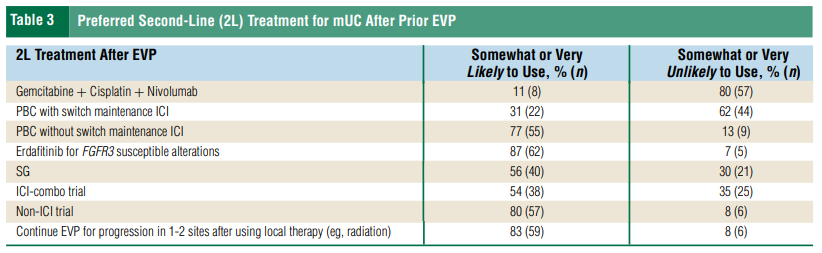 Table 3 Preferred Second-Line (2L) Treatment for mUC After Prior EVP
2L Treatment After EVP Somewhat or Very Likely to Use, % (n) Somewhat or Very Unlikely to Use, % (n)
Gemcitabine + Cisplatin + Nivolumab 11 (8) 80 (57)
PBC with switch maintenance ICI 31 (22) 62 (44)
PBC without switch maintenance ICI 77 (55) 13 (9)
Erdafitinib for FGFR3 susceptible alterations 87 (62) 7 (5)
SG 56 (40) 30 (21)
ICI-combo trial 54 (38) 35 (25)
Non-ICI trial 80 (57) 8 (6)
Continue EVP for progression in 1-2 sites after using local therapy (eg, radiation) 83 (59) 8 (6)